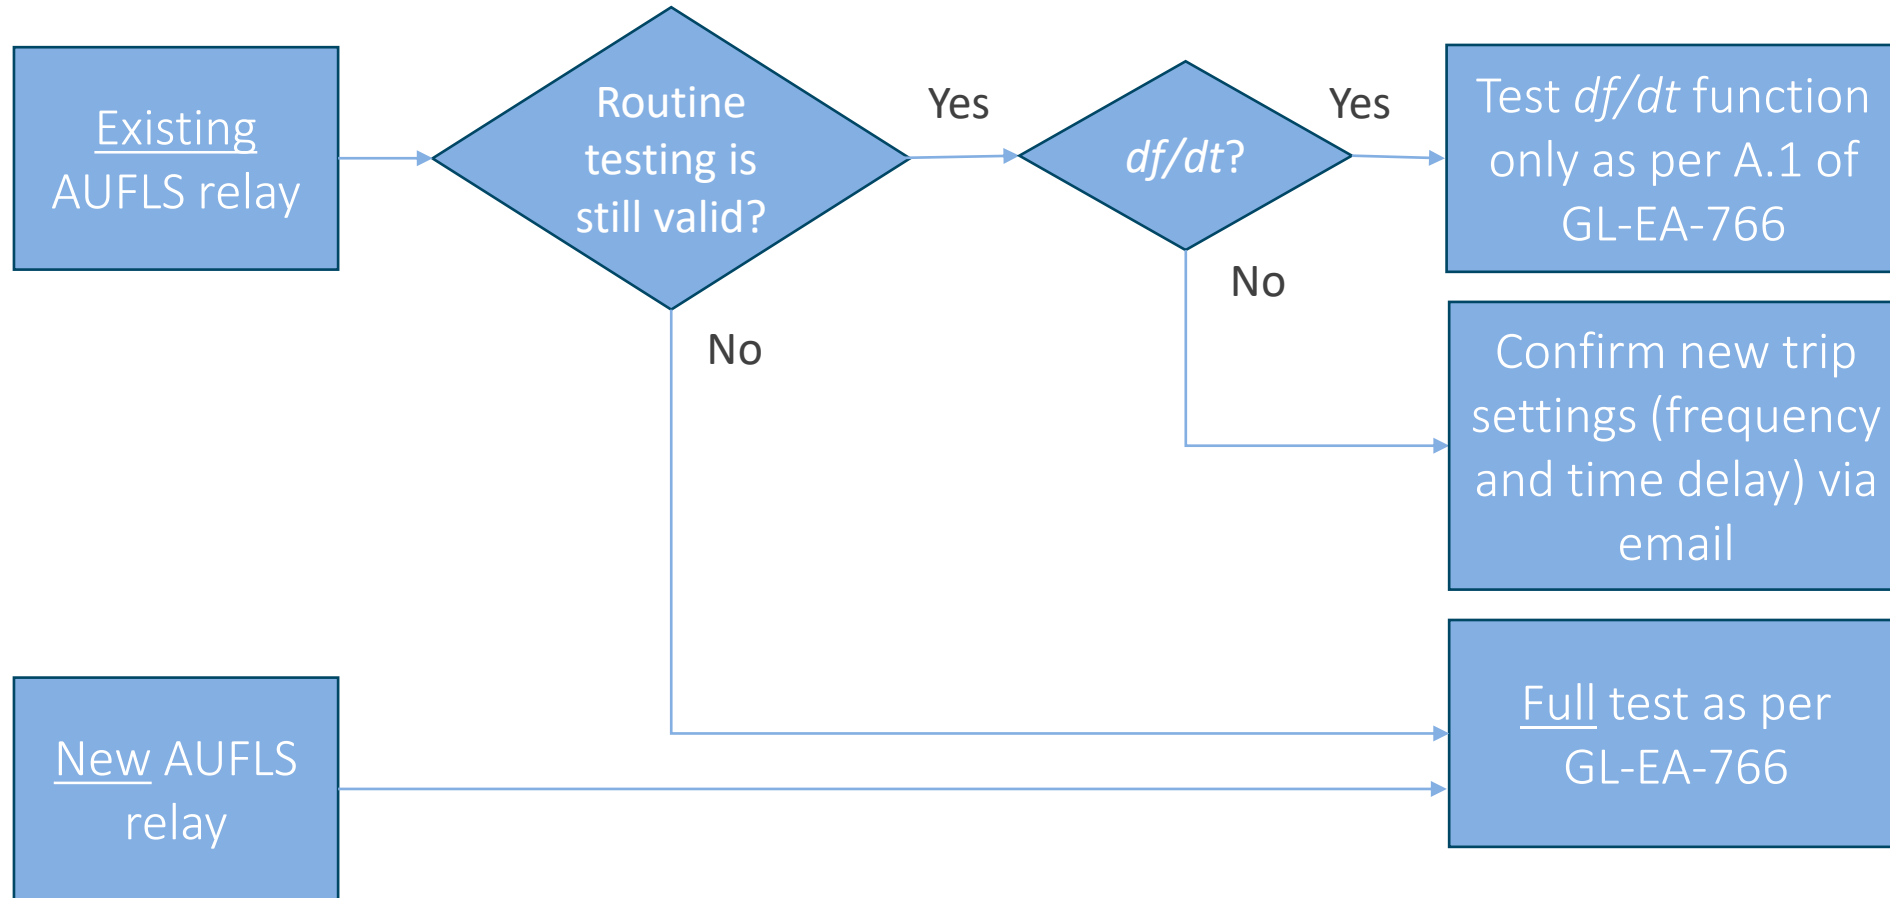 Existing
AUFLS relay
Routine
testing is
still valid?
Yes
df/dt?
Yes
Test df/dt function
only as per A.1 of
GL-EA-766
No
Confirm new trip
settings (frequency
and time delay) via
email
No
New AUFLS
relay
Full test as per
GL-EA-766